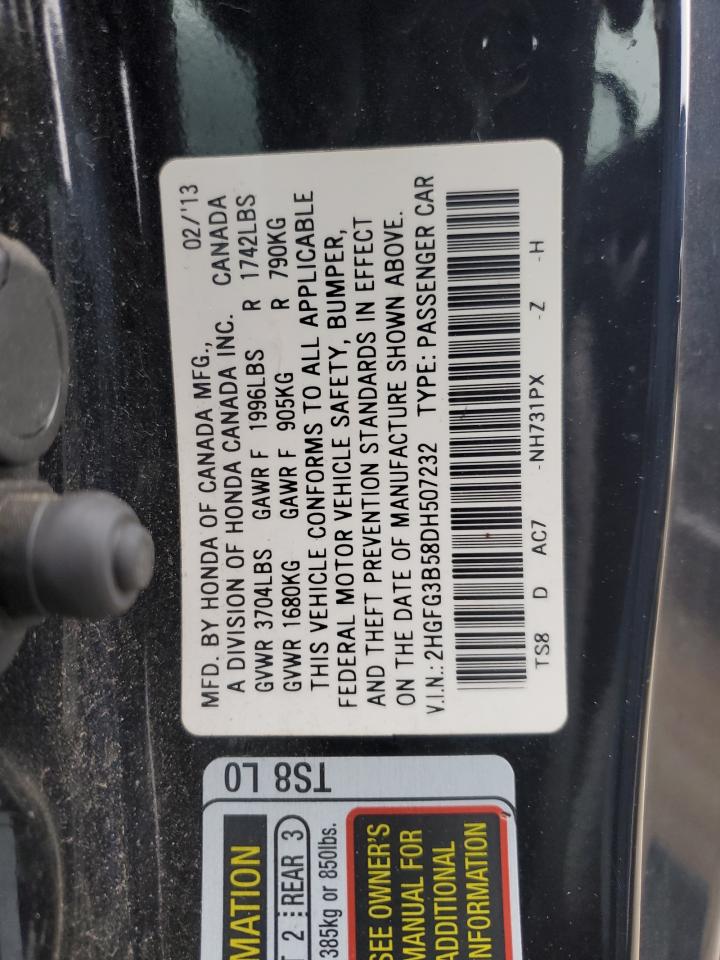 MFD. BY HONDA OF CANADA MFG., 02/'13
A DIVISION OF HONDA CANADA INC. CANADA
GVWR 3704LBS GAWR F 1996LBS R 1742LBS
GVWR 1680KG GAWR F 905KG R 790KG
THIS VEHICLE CONFORMS TO ALL APPLICABLE
FEDERAL MOTOR VEHICLE SAFETY, BUMPER,
AND THEFT PREVENTION STANDARDS IN EFFECT
ON THE DATE OF MANUFACTURE SHOWN ABOVE.
V.I.N.: 2HGFG3B58DH507232 TYPE: PASSENGER CAR
TS8 D AC7 -NH731PX -Z -H
TS8 L0
MATION
2 REAR 3
385kg or 850lbs.
SEE OWNER'S
MANUAL FOR
ADDITIONAL
INFORMATION